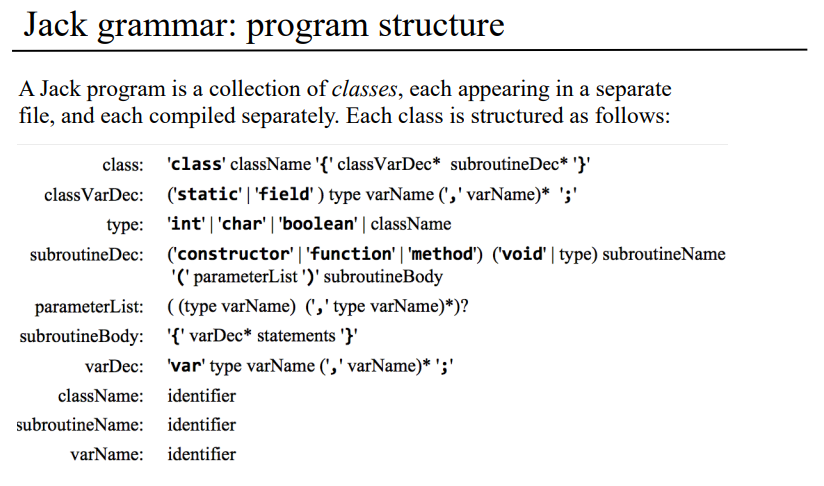 Jack grammar: program structure
A Jack program is a collection of classes, each appearing in a separate
file, and each compiled separately. Each class is structured as follows:
class: 'class' className '{' classVarDec* subroutineDec* '}'
classVarDec: ('static' | 'field' ) type varName (',' varName)* ';'
type: 'int' | 'char' | 'boolean' | className
subroutineDec: ('constructor' | 'function' | 'method') ('void' | type) subroutineName
'(' parameterList ')' subroutineBody
parameterList: ( (type varName) (',' type varName)*)?
subroutineBody: '{' varDec* statements '}'
varDec: 'var' type varName (',' varName)* ';'
className: identifier
subroutineName: identifier
varName: identifier